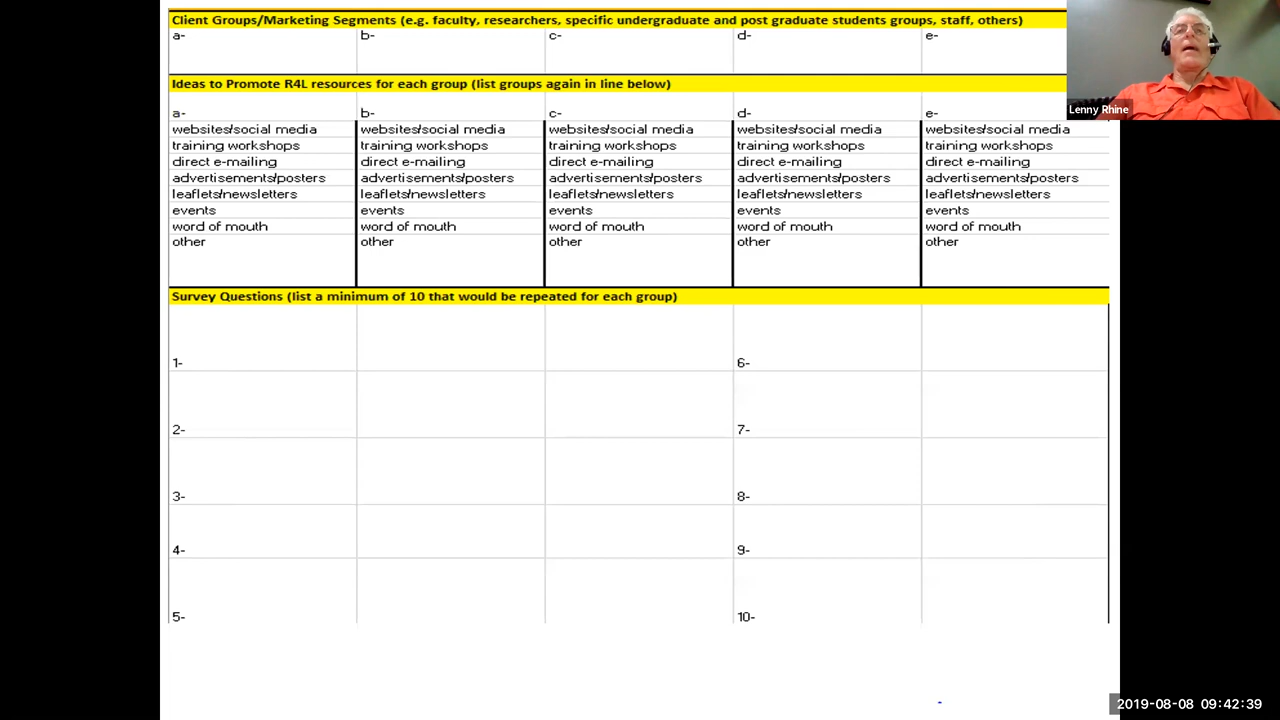 Client Groups/Marketing Segments (e.g. faculty, researchers, specific undergraduate and post graduate students groups, staff, others)
a- b- c- d- e-
Ideas to Promote R4L resources for each group (list groups again in line below)
Lenny Rhine
a- b- c- d- e-
websites/social media websites/social media websites/social media websites/social media websites/social media
training workshops training workshops training workshops training workshops training workshops
direct e-mailing direct e-mailing direct e-mailing direct e-mailing direct e-mailing
advertisements/posters advertisements/posters advertisements/posters advertisements/posters advertisements/posters
leaflets/newsletters leaflets/newsletters leaflets/newsletters leaflets/newsletters leaflets/newsletters
events events events events events
word of mouth word of mouth word of mouth word of mouth word of mouth
other other other other other
Survey Questions (list a minimum of 10 that would be repeated for each group)
1- 6-
2- 7-
3- 8-
4- 9-
5- 10-
2019-08-08 09:42:39